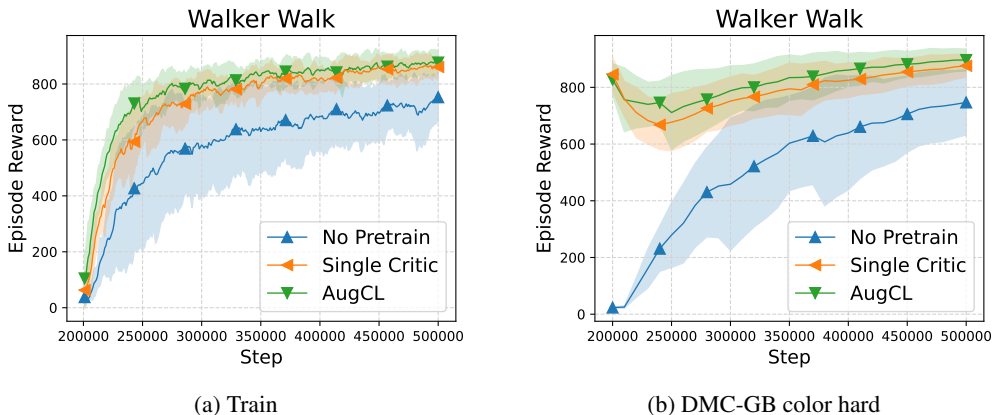 Walker Walk
Episode Reward
800
600
400
200
0
No Pretrain
Single Critic
AugCL
200000 250000 300000 350000 400000 450000 500000
Step
(a) Train
Walker Walk
Episode Reward
800
600
400
200
0
No Pretrain
Single Critic
AugCL
200000 250000 300000 350000 400000 450000 500000
Step
(b) DMC-GB color hard